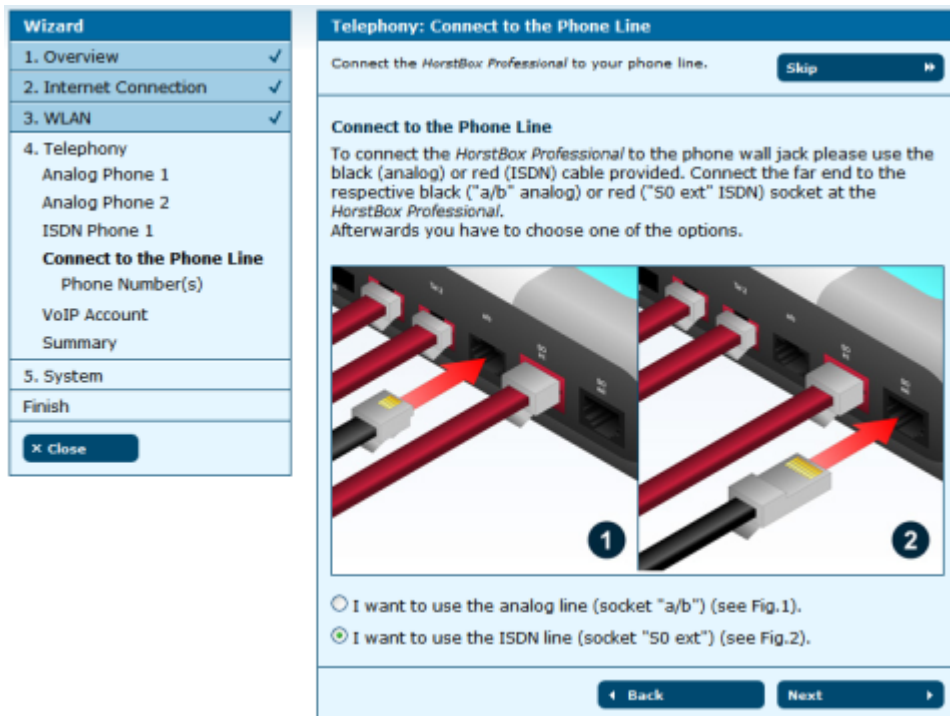 Wizard
1. Overview
2. Internet Connection
3. WLAN
4. Telephony
Analog Phone 1
Analog Phone 2
ISDN Phone 1
Connect to the Phone Line
Phone Number(s)
VoIP Account
Summary
5. System
Finish
× Close
Telephony: Connect to the Phone Line
Connect the HorstBox Professional to your phone line.
Skip
Connect to the Phone Line
To connect the HorstBox Professional to the phone wall jack please use the
black (analog) or red (ISDN) cable provided. Connect the far end to the
respective black ("a/b" analog) or red ("S0 ext" ISDN) socket at the
HorstBox Professional.
Afterwards you have to choose one of the options.
1
2
I want to use the analog line (socket "a/b") (see Fig.1).
I want to use the ISDN line (socket "S0 ext") (see Fig.2).
Back
Next